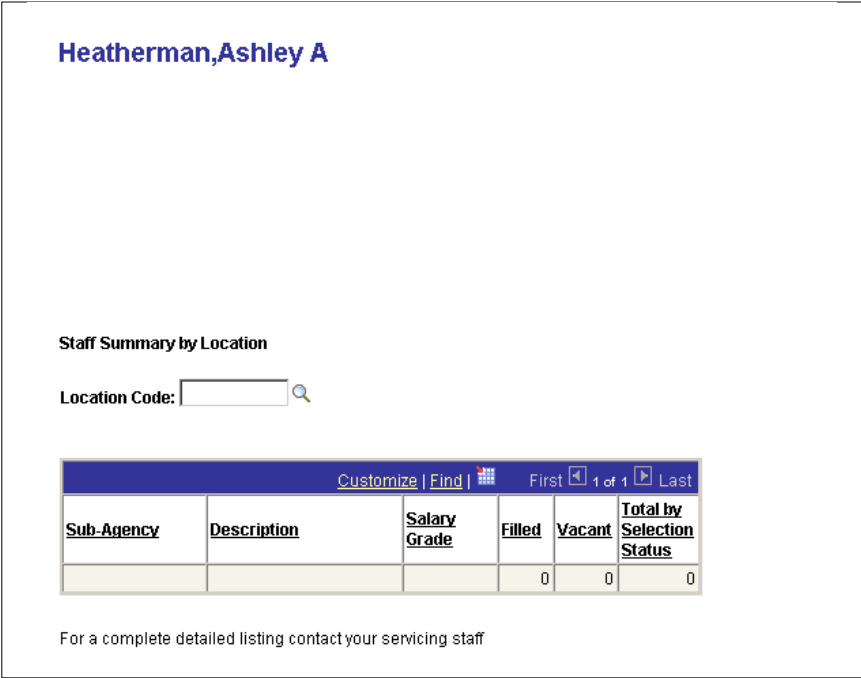 Heatherman,Ashley A
Staff Summary by Location
Location Code:
Customize | Find | First 1 of 1 Last
Sub-Agency Description Salary Grade Filled Vacant Total by Selection Status
0 0 0
For a complete detailed listing contact your servicing staff